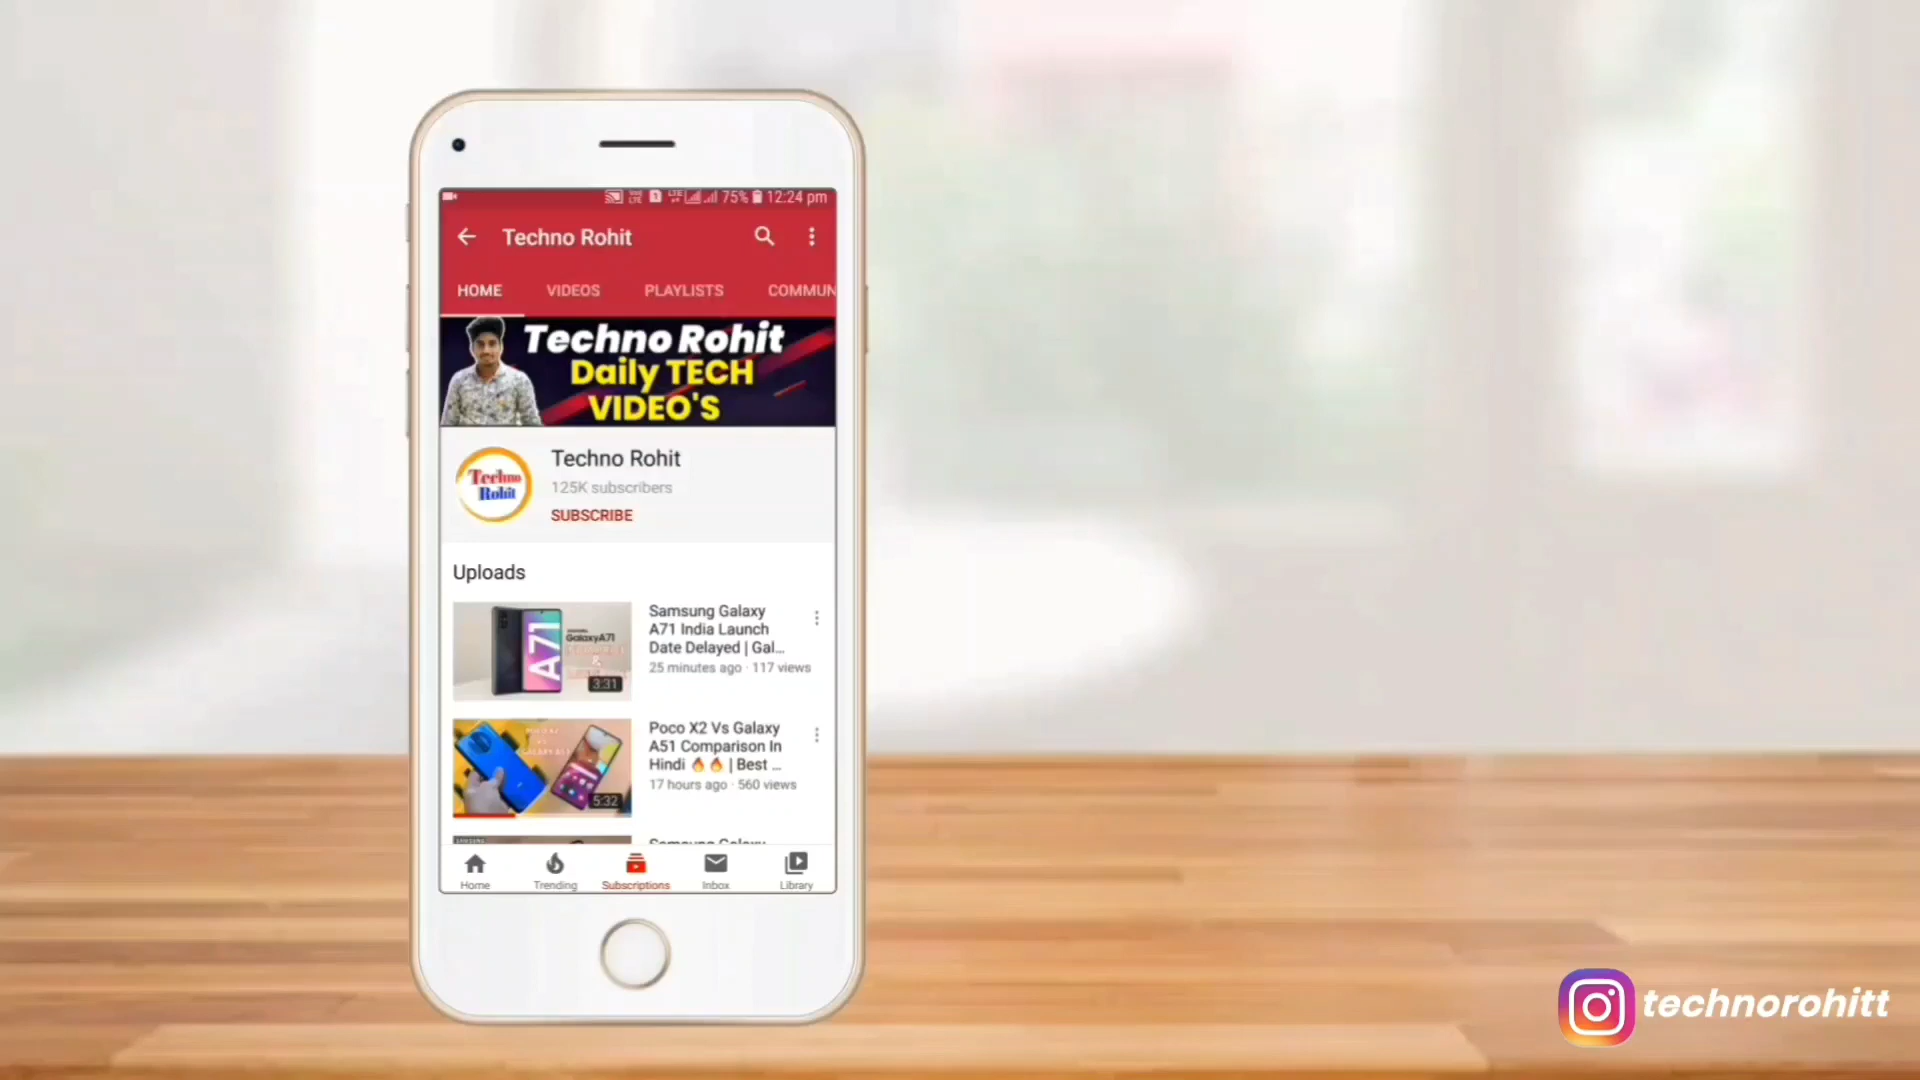 75% 12:24 pm
Techno Rohit
HOME VIDEOS PLAYLISTS COMMUN
Techno Rohit
Daily TECH
VIDEO'S
Techno
Rohit
Techno Rohit
125K subscribers
SUBSCRIBE
Uploads
GalaxyA71
A71
3:31
Samsung Galaxy
A71 India Launch
Date Delayed | Gal...
25 minutes ago · 117 views
5:32
Poco X2 Vs Galaxy
A51 Comparison In
Hindi 🔥🔥 | Best ...
17 hours ago · 560 views
Samsung Galaxy
Home Trending Subscriptions Inbox Library
technorohitt